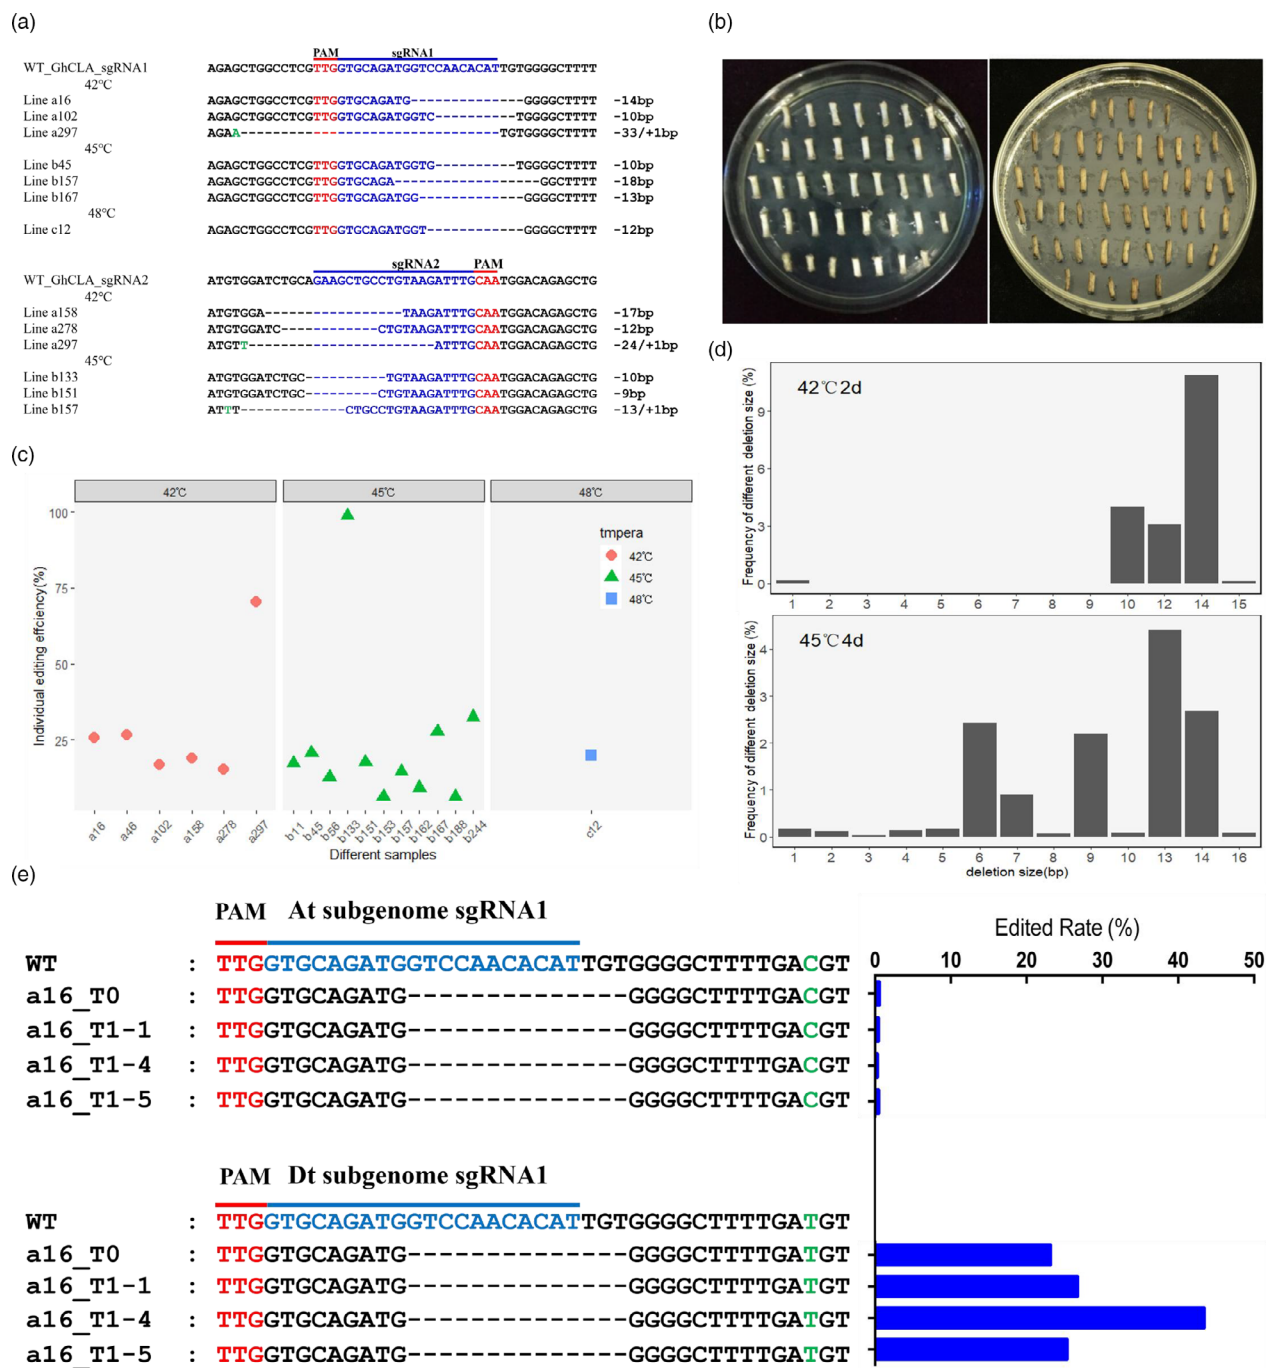 (a)
PAM sgRNA1
WT_GhCLA_sgRNA1 AGAGCTGGCCTCGTTGGTGCAGATGGTCCAACACATTGTGGGGCTTTT
42℃
Line a16 AGAGCTGGCCTCGTTGGTGCAGATG--------------GGGGCTTTT -14bp
Line a102 AGAGCTGGCCTCGTTGGTGCAGATGGTC----------TGGGGCTTTT -10bp
Line a297 AGAA--------------------------------TGTGGGGCTTTT -33/+1bp
45℃
Line b45 AGAGCTGGCCTCGTTGGTGCAGATGGTG----------TGGGGCTTTT -10bp
Line b157 AGAGCTGGCCTCGTTGGTGCAGA------------------GGCTTTT -18bp
Line b167 AGAGCTGGCCTCGTTGGTGCAGATGG-------------GGGGCTTTT -13bp
48℃
Line c12 AGAGCTGGCCTCGTTGGTGCAGATGGT------------GGGGCTTTT -12bp
sgRNA2 PAM
WT_GhCLA_sgRNA2 ATGTGGATCTGCAGAAGCTGCCTGTAAGATTTGCAATGGACAGAGCTG
42℃
Line a158 ATGTGGA-----------------TAAGATTTGCAATGGACAGAGCTG -17bp
Line a278 ATGTGGATC------------CTGTAAGATTTGCAATGGACAGAGCTG -12bp
Line a297 ATGTT-----------------------ATTTGCAATGGACAGAGCTG -24/+1bp
45℃
Line b133 ATGTGGATCTGC----------TGTAAGATTTGCAATGGACAGAGCTG -10bp
Line b151 ATGTGGATCTGC---------CTGTAAGATTTGCAATGGACAGAGCTG -9bp
Line b157 ATTT-------------CTGCCTGTAAGATTTGCAATGGACAGAGCTG -13/+1bp
(b)
(c)
42℃ 45℃ 48℃
Individual editing effciency(%)
100
75
50
25
tmpera
42℃
45℃
48℃
a16 a46 a102 a158 a278 a297 b11 b45 b56 b133 b151 b153 b157 b162 b167 b188 b244 c12
Different samples
(d)
42℃2d
Frequency of different deletion size (%)
9
6
3
0
1 2 3 4 5 6 7 8 9 10 12 14 15
45℃4d
Frequency of different deletion size (%)
4
3
2
1
0
1 2 3 4 5 6 7 8 9 10 13 14 16
deletion size(bp)
(e)
PAM At subgenome sgRNA1
Edited Rate (%)
0 10 20 30 40 50
WT : TTGGTGCAGATGGTCCAACACATTGTGGGGCTTTTGACGT
a16_T0 : TTGGTGCAGATG--------------GGGGCTTTTGACGT
a16_T1-1 : TTGGTGCAGATG--------------GGGGCTTTTGACGT
a16_T1-4 : TTGGTGCAGATG--------------GGGGCTTTTGACGT
a16_T1-5 : TTGGTGCAGATG--------------GGGGCTTTTGACGT
PAM Dt subgenome sgRNA1
WT : TTGGTGCAGATGGTCCAACACATTGTGGGGCTTTTGATGT
a16_T0 : TTGGTGCAGATG--------------GGGGCTTTTGATGT
a16_T1-1 : TTGGTGCAGATG--------------GGGGCTTTTGATGT
a16_T1-4 : TTGGTGCAGATG--------------GGGGCTTTTGATGT
a16_T1-5 : TTGGTGCAGATG--------------GGGGCTTTTGATGT